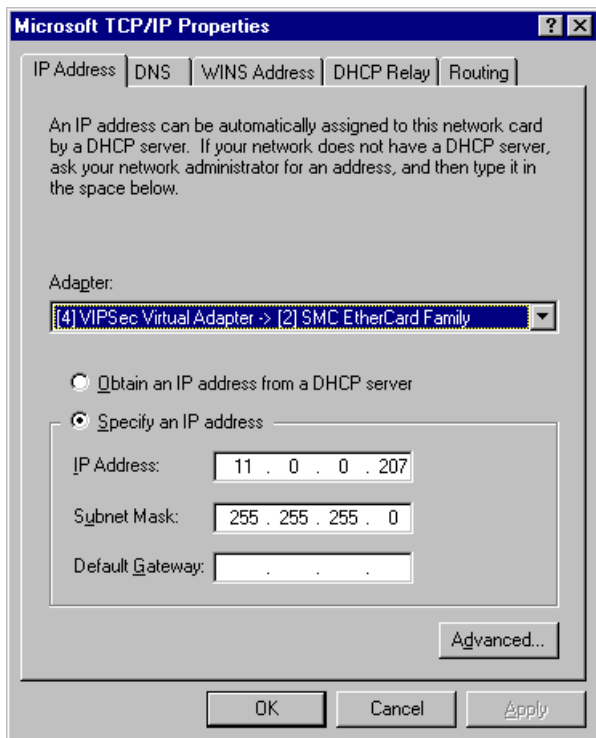 Microsoft TCP/IP Properties
IP Address DNS WINS Address DHCP Relay Routing
An IP address can be automatically assigned to this network card
by a DHCP server. If your network does not have a DHCP server,
ask your network administrator for an address, and then type it in
the space below.
Adapter:
[4] VIPSec Virtual Adapter -> [2] SMC EtherCard Family
Obtain an IP address from a DHCP server
Specify an IP address
IP Address: 11 . 0 . 0 . 207
Subnet Mask: 255 . 255 . 255 . 0
Default Gateway: . . .
Advanced...
OK Cancel Apply